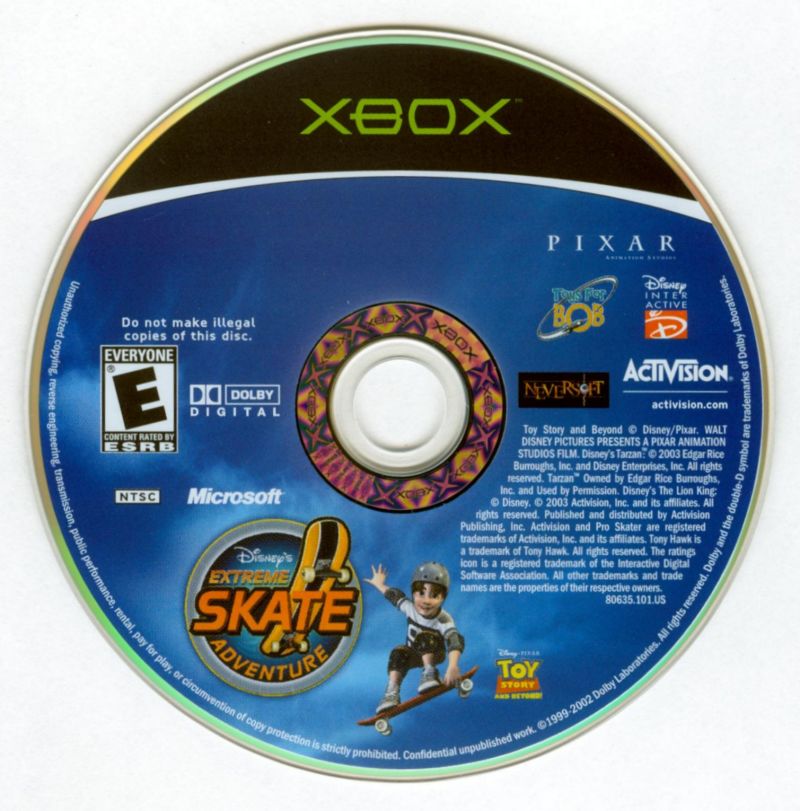 XBOX™
PIXAR
ANIMATION STUDIOS
TOYS FOR
BOB
DISNEY
INTER
ACTIVE
Do not make illegal
copies of this disc.
EVERYONE
E
®
CONTENT RATED BY
ESRB
DOLBY
DIGITAL
XBOX XBOX XBOX XBOX XBOX
NEVERSOFT
ACTIVISION®
activision.com
NTSC
Microsoft®
Toy Story and Beyond © Disney/Pixar. WALT
DISNEY PICTURES PRESENTS A PIXAR ANIMATION
STUDIOS FILM. Disney's Tarzan™ © 2003 Edgar Rice
Burroughs, Inc. and Disney Enterprises, Inc. All rights
reserved. Tarzan™ Owned by Edgar Rice Burroughs,
Inc. and Used by Permission. Disney's The Lion King:
© Disney. © 2003 Activision, Inc. and its affiliates. All
rights reserved. Published and distributed by Activision
Publishing, Inc. Activision and Pro Skater are registered
trademarks of Activision, Inc. and its affiliates. Tony Hawk is
a trademark of Tony Hawk. All rights reserved. The ratings
icon is a registered trademark of the Interactive Digital
Software Association. All other trademarks and trade
names are the properties of their respective owners.
80635.101.US
DISNEY'S
EXTREME
SKATE
ADVENTURE
Disney·PIXAR
TOY
STORY
AND BEYOND!
Unauthorized copying, reverse engineering, transmission, public performance, rental, pay for play, or circumvention of copy protection is strictly prohibited. Confidential unpublished work. ©1999-2002 Dolby Laboratories. All rights reserved. Dolby and the double-D symbol are trademarks of Dolby Laboratories.